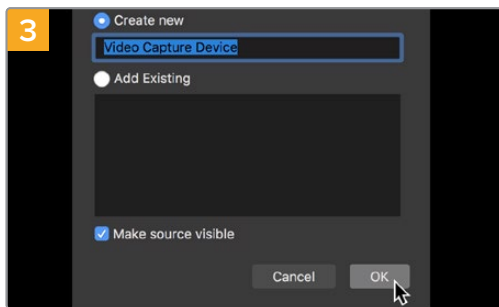 3
Create new
Video Capture Device
Add Existing
Make source visible
Cancel OK